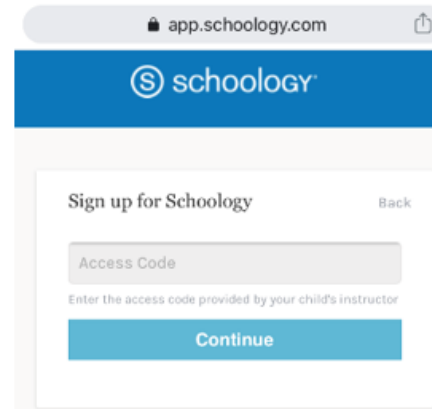 app.schoology.com
S schoology
Sign up for Schoology Back
Access Code
Enter the access code provided by your child's instructor
Continue